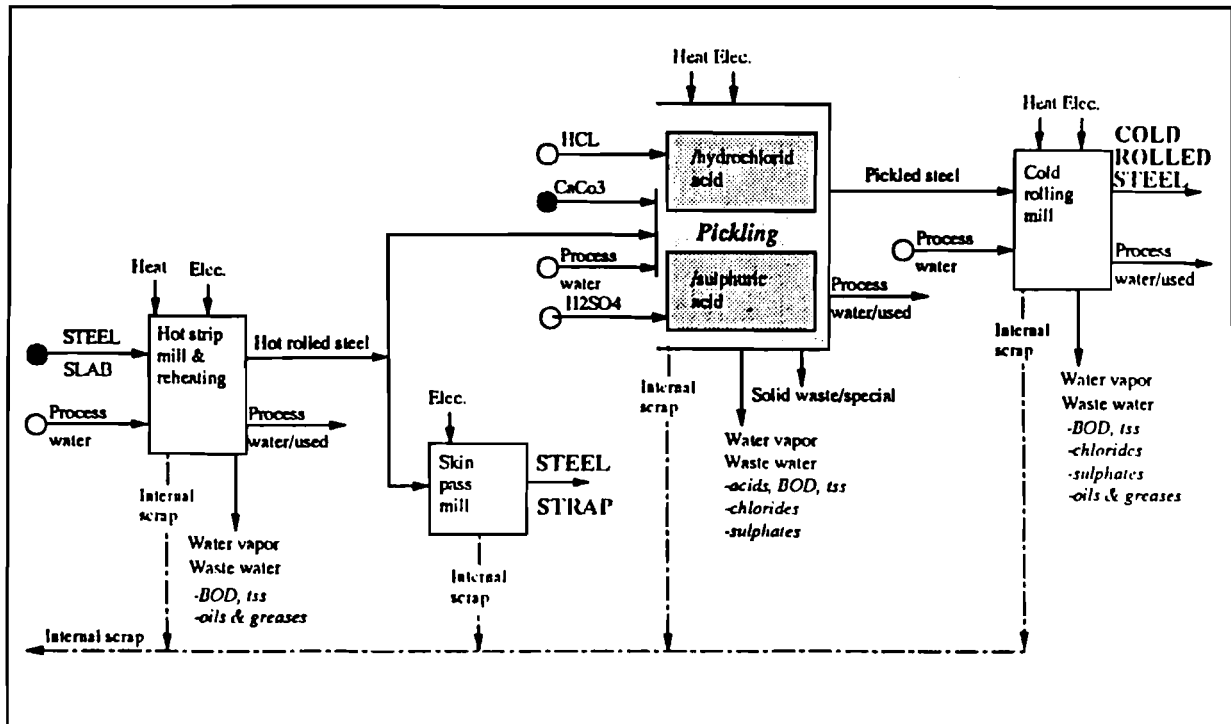 Heat Elec.
HCL
/hydrochlorid
acid
CaCo3
Pickling
Process
water
H2SO4
/sulphuric
acid
Pickled steel
Process
water/used
Internal
scrap
Solid waste/special
Water vapor
Waste water
-acids, BOD, tss
-chlorides
-sulphates
Heat Elec.
COLD
ROLLED
STEEL
Cold
rolling
mill
Process
water
Process
water/used
Internal
scrap
Water vapor
Waste water
-BOD, tss
-chlorides
-sulphates
-oils & greases
Heat
Elec.
STEEL
SLAB
Hot strip
mill &
reheating
Hot rolled steel
Process
water
Process
water/used
Internal
scrap
Water vapor
Waste water
-BOD, tss
-oils & greases
Elec.
Skin
pass
mill
STEEL
STRAP
Internal
scrap
Internal scrap